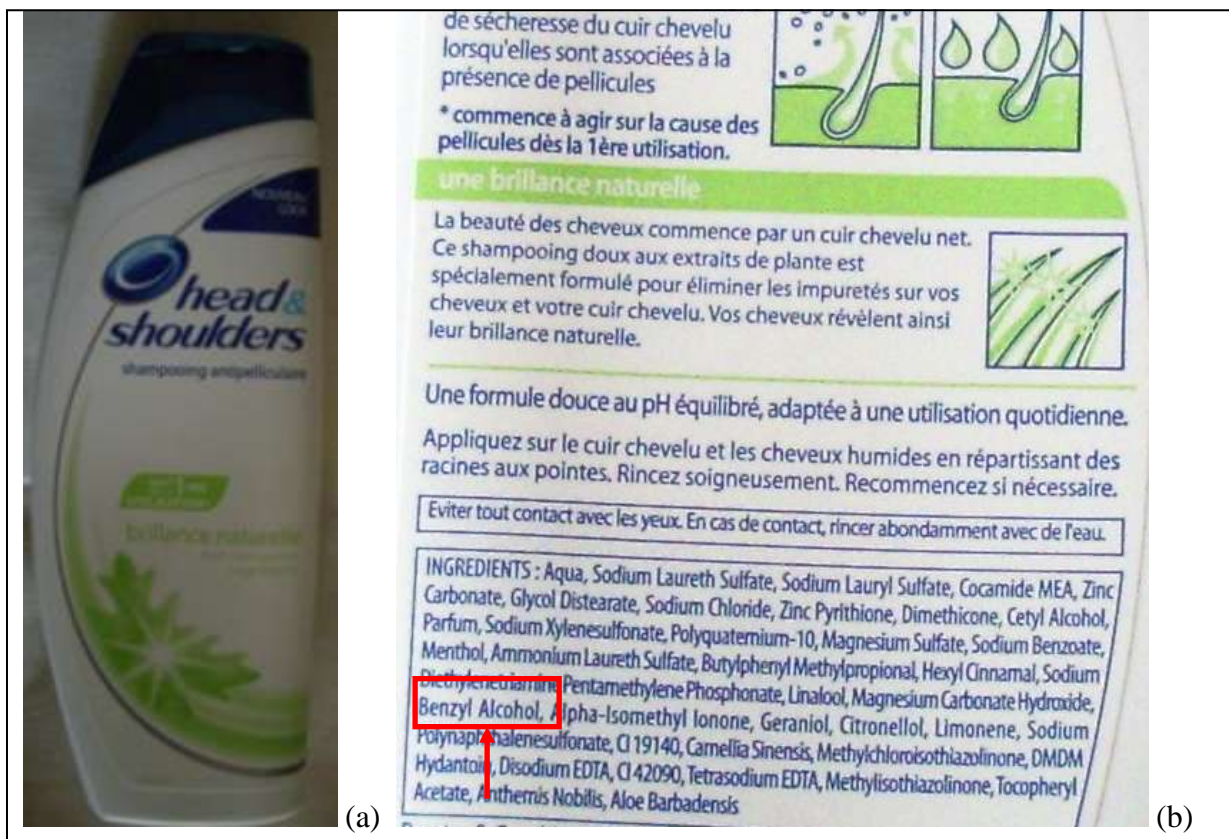 NOUVEAU
LOOK
head&
shoulders
shampooing antipelliculaire
brillance naturelle
(a)
de sécheresse du cuir chevelu
lorsqu'elles sont associées à la
présence de pellicules
* commence à agir sur la cause des
pellicules dès la 1ère utilisation.
une brillance naturelle
La beauté des cheveux commence par un cuir chevelu net.
Ce shampooing doux aux extraits de plante est
spécialement formulé pour éliminer les impuretés sur vos
cheveux et votre cuir chevelu. Vos cheveux révèlent ainsi
leur brillance naturelle.
Une formule douce au pH équilibré, adaptée à une utilisation quotidienne.
Appliquez sur le cuir chevelu et les cheveux humides en répartissant des
racines aux pointes. Rincez soigneusement. Recommencez si nécessaire.
Eviter tout contact avec les yeux. En cas de contact, rincer abondamment avec de l'eau.
INGREDIENTS : Aqua, Sodium Laureth Sulfate, Sodium Lauryl Sulfate, Cocamide MEA, Zinc
Carbonate, Glycol Distearate, Sodium Chloride, Zinc Pyrithione, Dimethicone, Cetyl Alcohol,
Parfum, Sodium Xylenesulfonate, Polyquaternium-10, Magnesium Sulfate, Sodium Benzoate,
Menthol, Ammonium Laureth Sulfate, Butylphenyl Methylpropional, Hexyl Cinnamal, Sodium
Diethylenetriamine Pentamethylene Phosphonate, Linalool, Magnesium Carbonate Hydroxide,
Benzyl Alcohol, Alpha-Isomethyl Ionone, Geraniol, Citronellol, Limonene, Sodium
Polynaphthalenesulfonate, CI 19140, Camellia Sinensis, Methylchloroisothiazolinone, DMDM
Hydantoin, Disodium EDTA, CI 42090, Tetrasodium EDTA, Methylisothiazolinone, Tocopheryl
Acetate, Anthemis Nobilis, Aloe Barbadensis
(b)